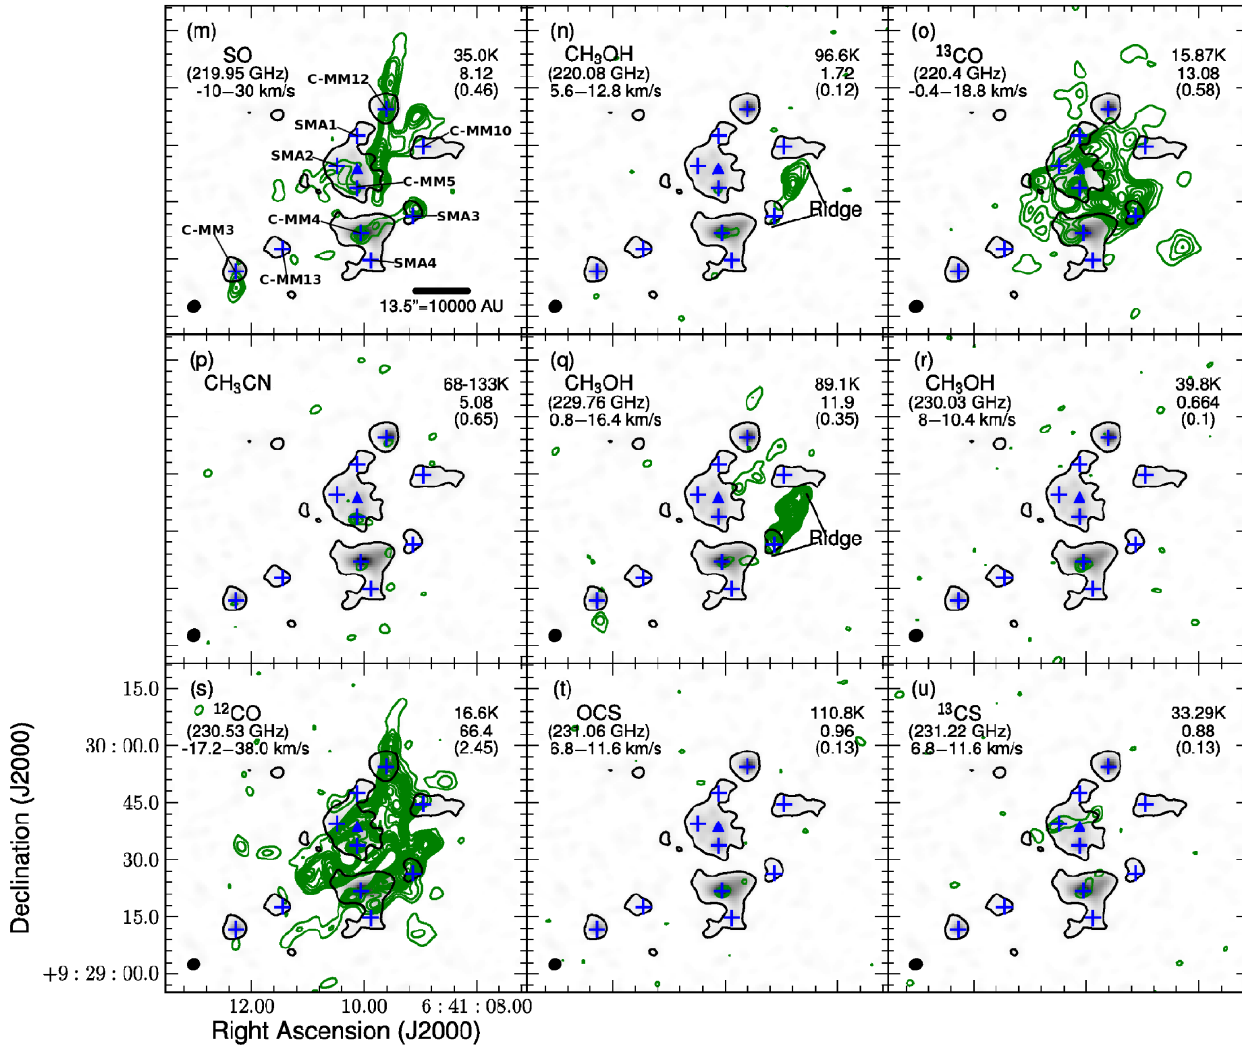 (m)
SO
35.0K
(219.95 GHz)
8.12
-10−30 km/s
(0.46)
C-MM12
SMA1
C-MM10
SMA2
C-MM5
C-MM4
SMA3
C-MM3
C-MM13
SMA4
13.5"=10000 AU
(n)
CH₃OH
96.6K
(220.08 GHz)
1.72
5.6−12.8 km/s
(0.12)
Ridge
(o)
¹³CO
15.87K
(220.4 GHz)
13.08
-0.4−18.8 km/s
(0.58)
(p)
CH₃CN
68-133K
5.08
(0.65)
(q)
CH₃OH
89.1K
(229.76 GHz)
11.9
0.8−16.4 km/s
(0.35)
Ridge
(r)
CH₃OH
39.8K
(230.03 GHz)
0.664
8−10.4 km/s
(0.1)
(s)
¹²CO
16.6K
(230.53 GHz)
66.4
-17.2−38.0 km/s
(2.45)
(t)
OCS
110.8K
(231.06 GHz)
0.96
6.8−11.6 km/s
(0.13)
(u)
¹³CS
33.29K
(231.22 GHz)
0.88
6.8−11.6 km/s
(0.13)
15.0
30 : 00.0
45.0
30.0
15.0
+9 : 29 : 00.0
Declination (J2000)
12.00
10.00
6 : 41 : 08.00
Right Ascension (J2000)